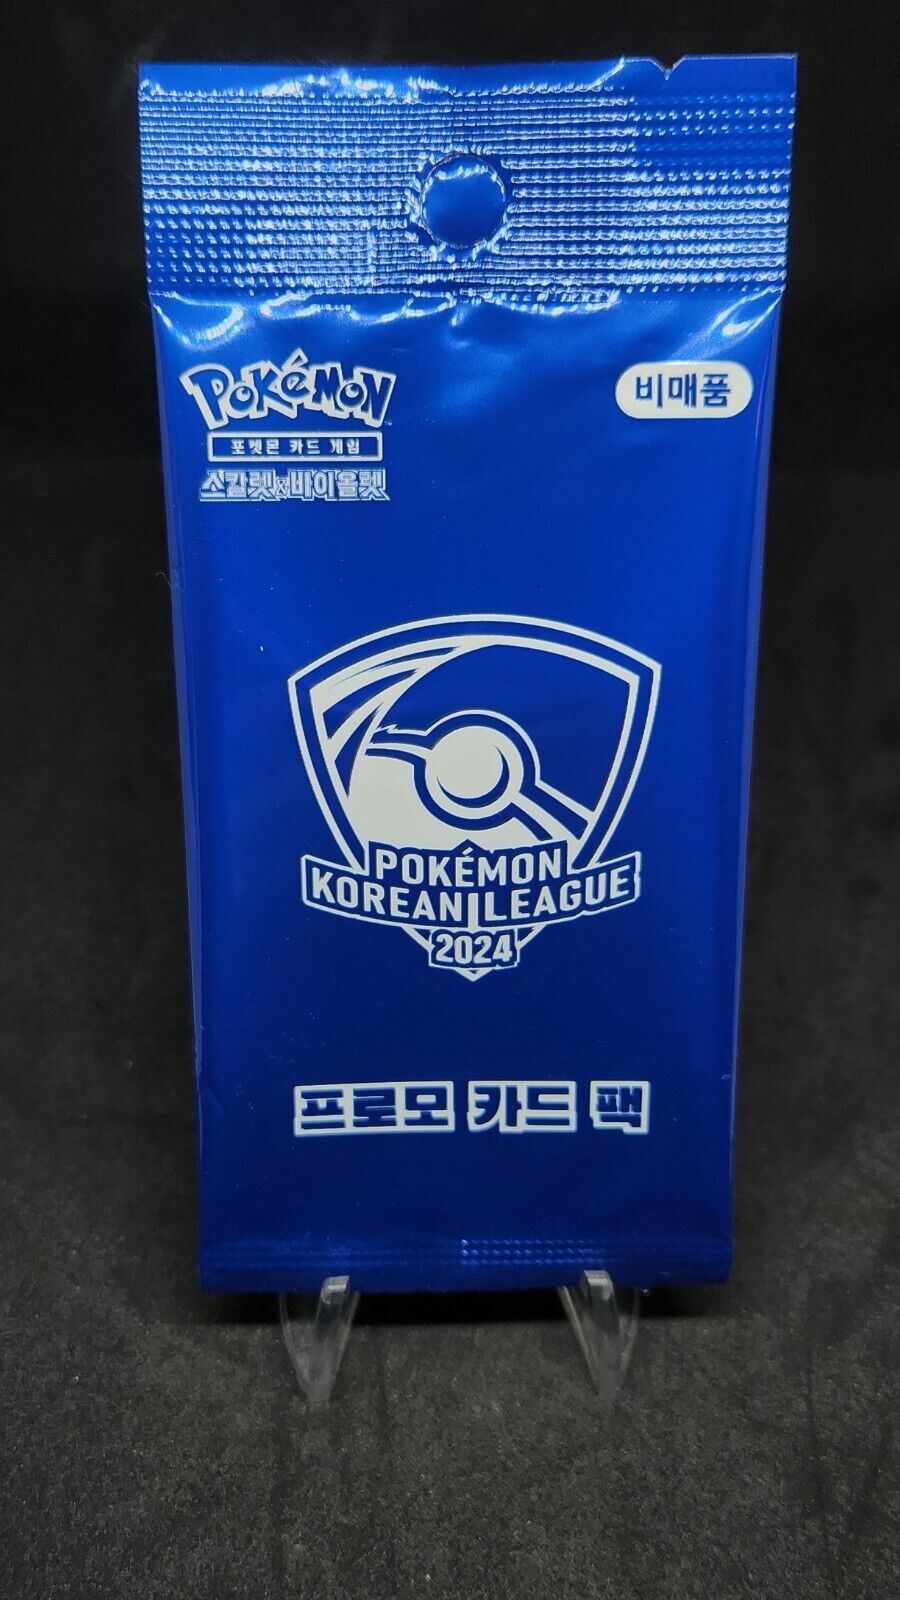 Pokémon
포켓몬 카드 게임
스칼렛&바이올렛
비매품
POKÉMON
KOREAN LEAGUE
2024
프로모 카드 팩